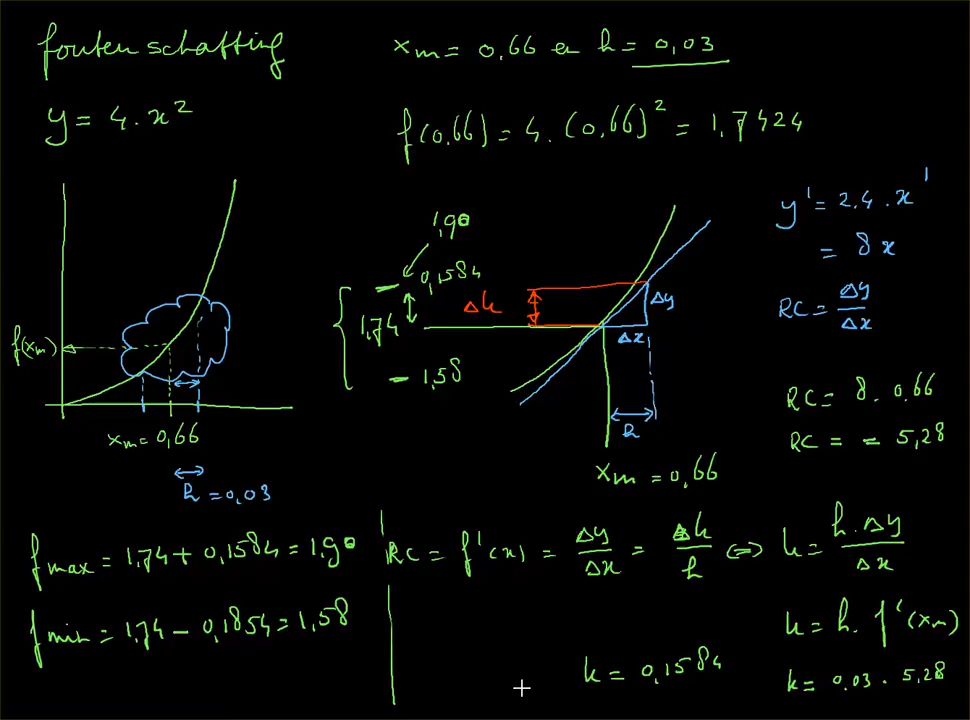 fouten schatting
y = 4 . x²
xm = 0,66 en h = 0,03
f(0,66) = 4 . (0,66)² = 1,7424
f(xm)
xm = 0,66
h = 0,03
1,90
0,1584
1,74
1,58
Δk
Δy
Δx
h
xm = 0,66
y' = 2.4 . x'
= 8x
RC = Δy/Δx
RC = 8 . 0,66
RC = = 5,28
fmax = 1,74 + 0,1584 = 1,90
fmin = 1,74 - 0,1854 = 1,58
RC = f'(x) = Δy/Δx = Δk/h ⇔ k = h . Δy/Δx
k = h . f'(xm)
k = 0,03 . 5,28
k = 0,1584